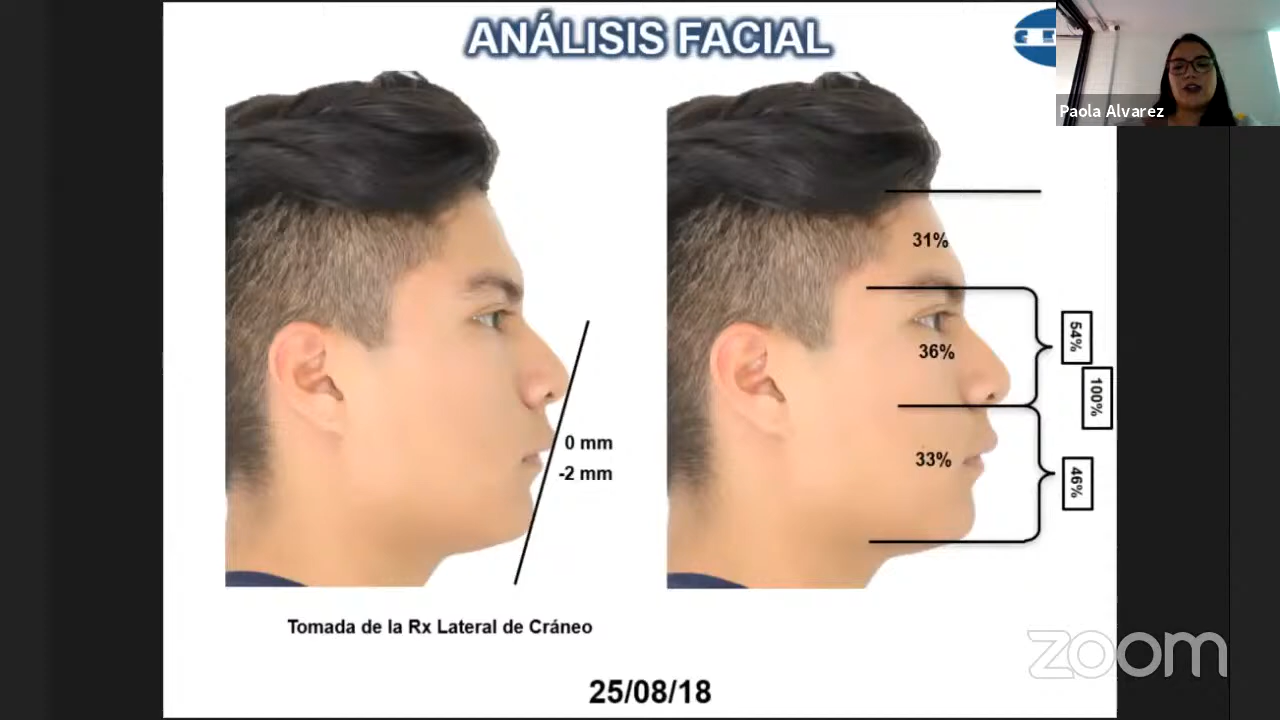 ANÁLISIS FACIAL
Paola Alvarez
31%
36%
33%
54%
100%
46%
0 mm
-2 mm
Tomada de la Rx Lateral de Cráneo
25/08/18
zoom